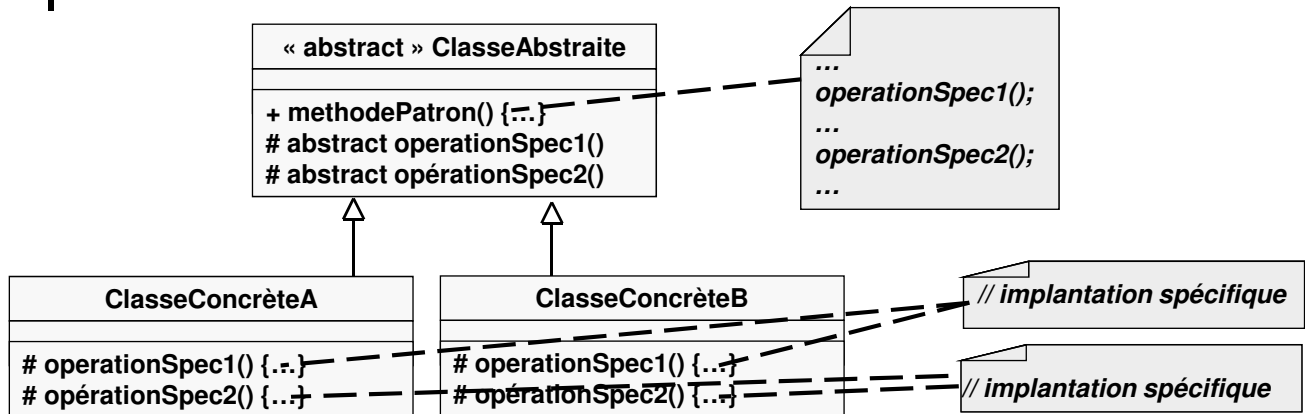 « abstract » ClasseAbstraite
+ methodePatron() {…}
# abstract operationSpec1()
# abstract opérationSpec2()
…
operationSpec1();
…
operationSpec2();
…
ClasseConcrèteA
# operationSpec1() {…}
# opérationSpec2() {…}
ClasseConcrèteB
# operationSpec1() {…}
# opérationSpec2() {…}
// implantation spécifique
// implantation spécifique